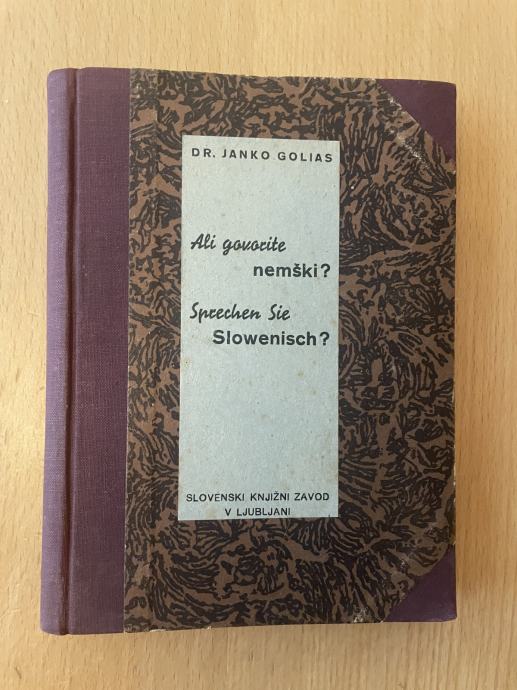 DR. JANKO GOLIAS
Ali govorite
nemški?
Sprechen Sie
Slowenisch?
SLOVENSKI KNJIŽNI ZAVOD
V LJUBLJANI